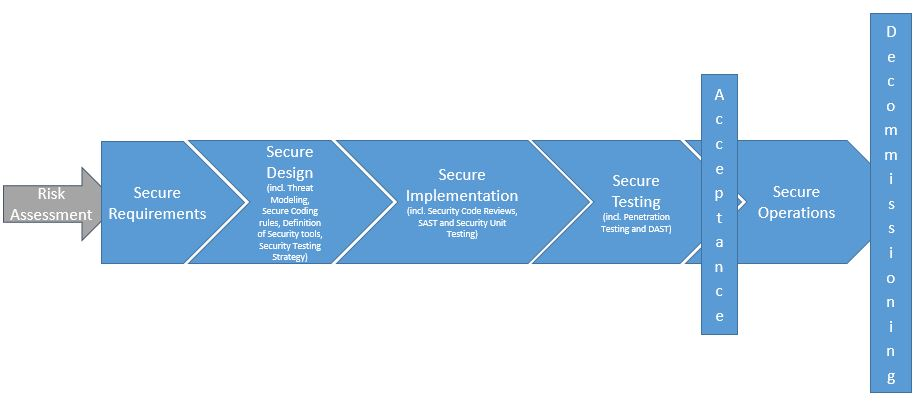 Risk
Assessment
Secure
Requirements
Secure
Design
(incl. Threat
Modeling,
Secure Coding
rules, Definition
of Security tools,
Security Testing
Strategy)
Secure
Implementation
(incl. Security Code Reviews,
SAST and Security Unit
Testing)
Secure
Testing
(incl. Penetration
Testing and DAST)
Acceptance
Secure
Operations
Decommissioning